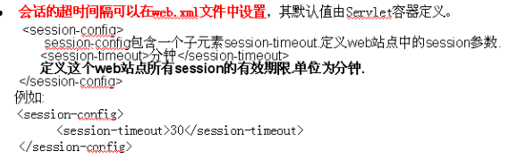 • 会话的超时间隔可以在web.xml文件中设置，其默认值由Servlet容器定义。
<session-config>
session-config包含一个子元素session-timeout.定义web站点中的session参数.
<session-timeout>分钟</session-timeout>
定义这个web站点所有session的有效期限.单位为分钟.
</session-config>
例如:
<session-config>
<session-timeout>30</session-timeout>
</session-config>